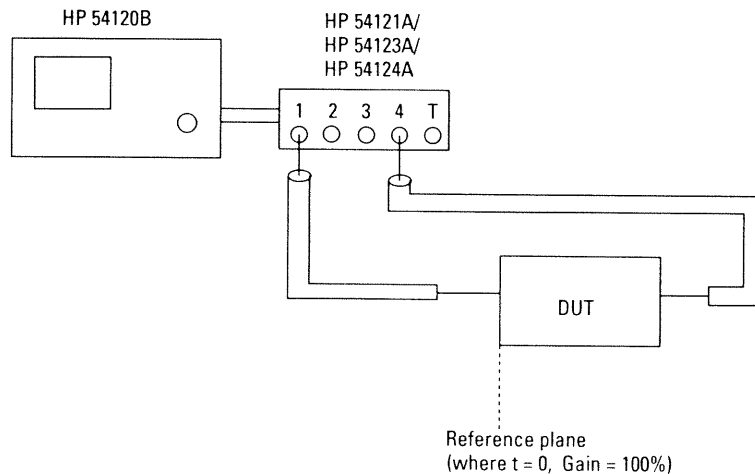 HP 54120B
HP 54121A/
HP 54123A/
HP 54124A
1 2 3 4 T
DUT
Reference plane
(where t = 0, Gain = 100%)